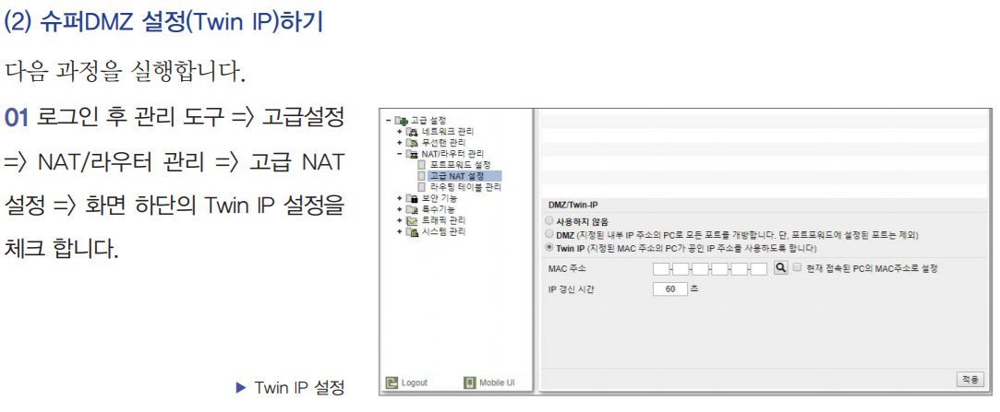 (2) 슈퍼DMZ 설정(Twin IP)하기
다음 과정을 실행합니다.
01 로그인 후 관리 도구 => 고급설정
=> NAT/라우터 관리 => 고급 NAT
설정 => 화면 하단의 Twin IP 설정을
체크 합니다.
▶ Twin IP 설정
고급 설정
네트워크 관리
무선랜 관리
NAT/라우터 관리
포트포워드 설정
고급 NAT 설정
라우팅 테이블 관리
보안 기능
특수기능
트래픽 관리
시스템 관리
Logout
Mobile UI
DMZ/Twin-IP
사용하지 않음
DMZ (지정된 내부 IP 주소의 PC로 모든 포트를 개방합니다. 단, 포트포워드에 설정된 포트는 제외)
Twin IP (지정된 MAC 주소의 PC가 공인 IP 주소를 사용하도록 합니다)
MAC 주소 - - - - - 현재 접속된 PC의 MAC주소로 설정
IP 갱신 시간 60 초
적용